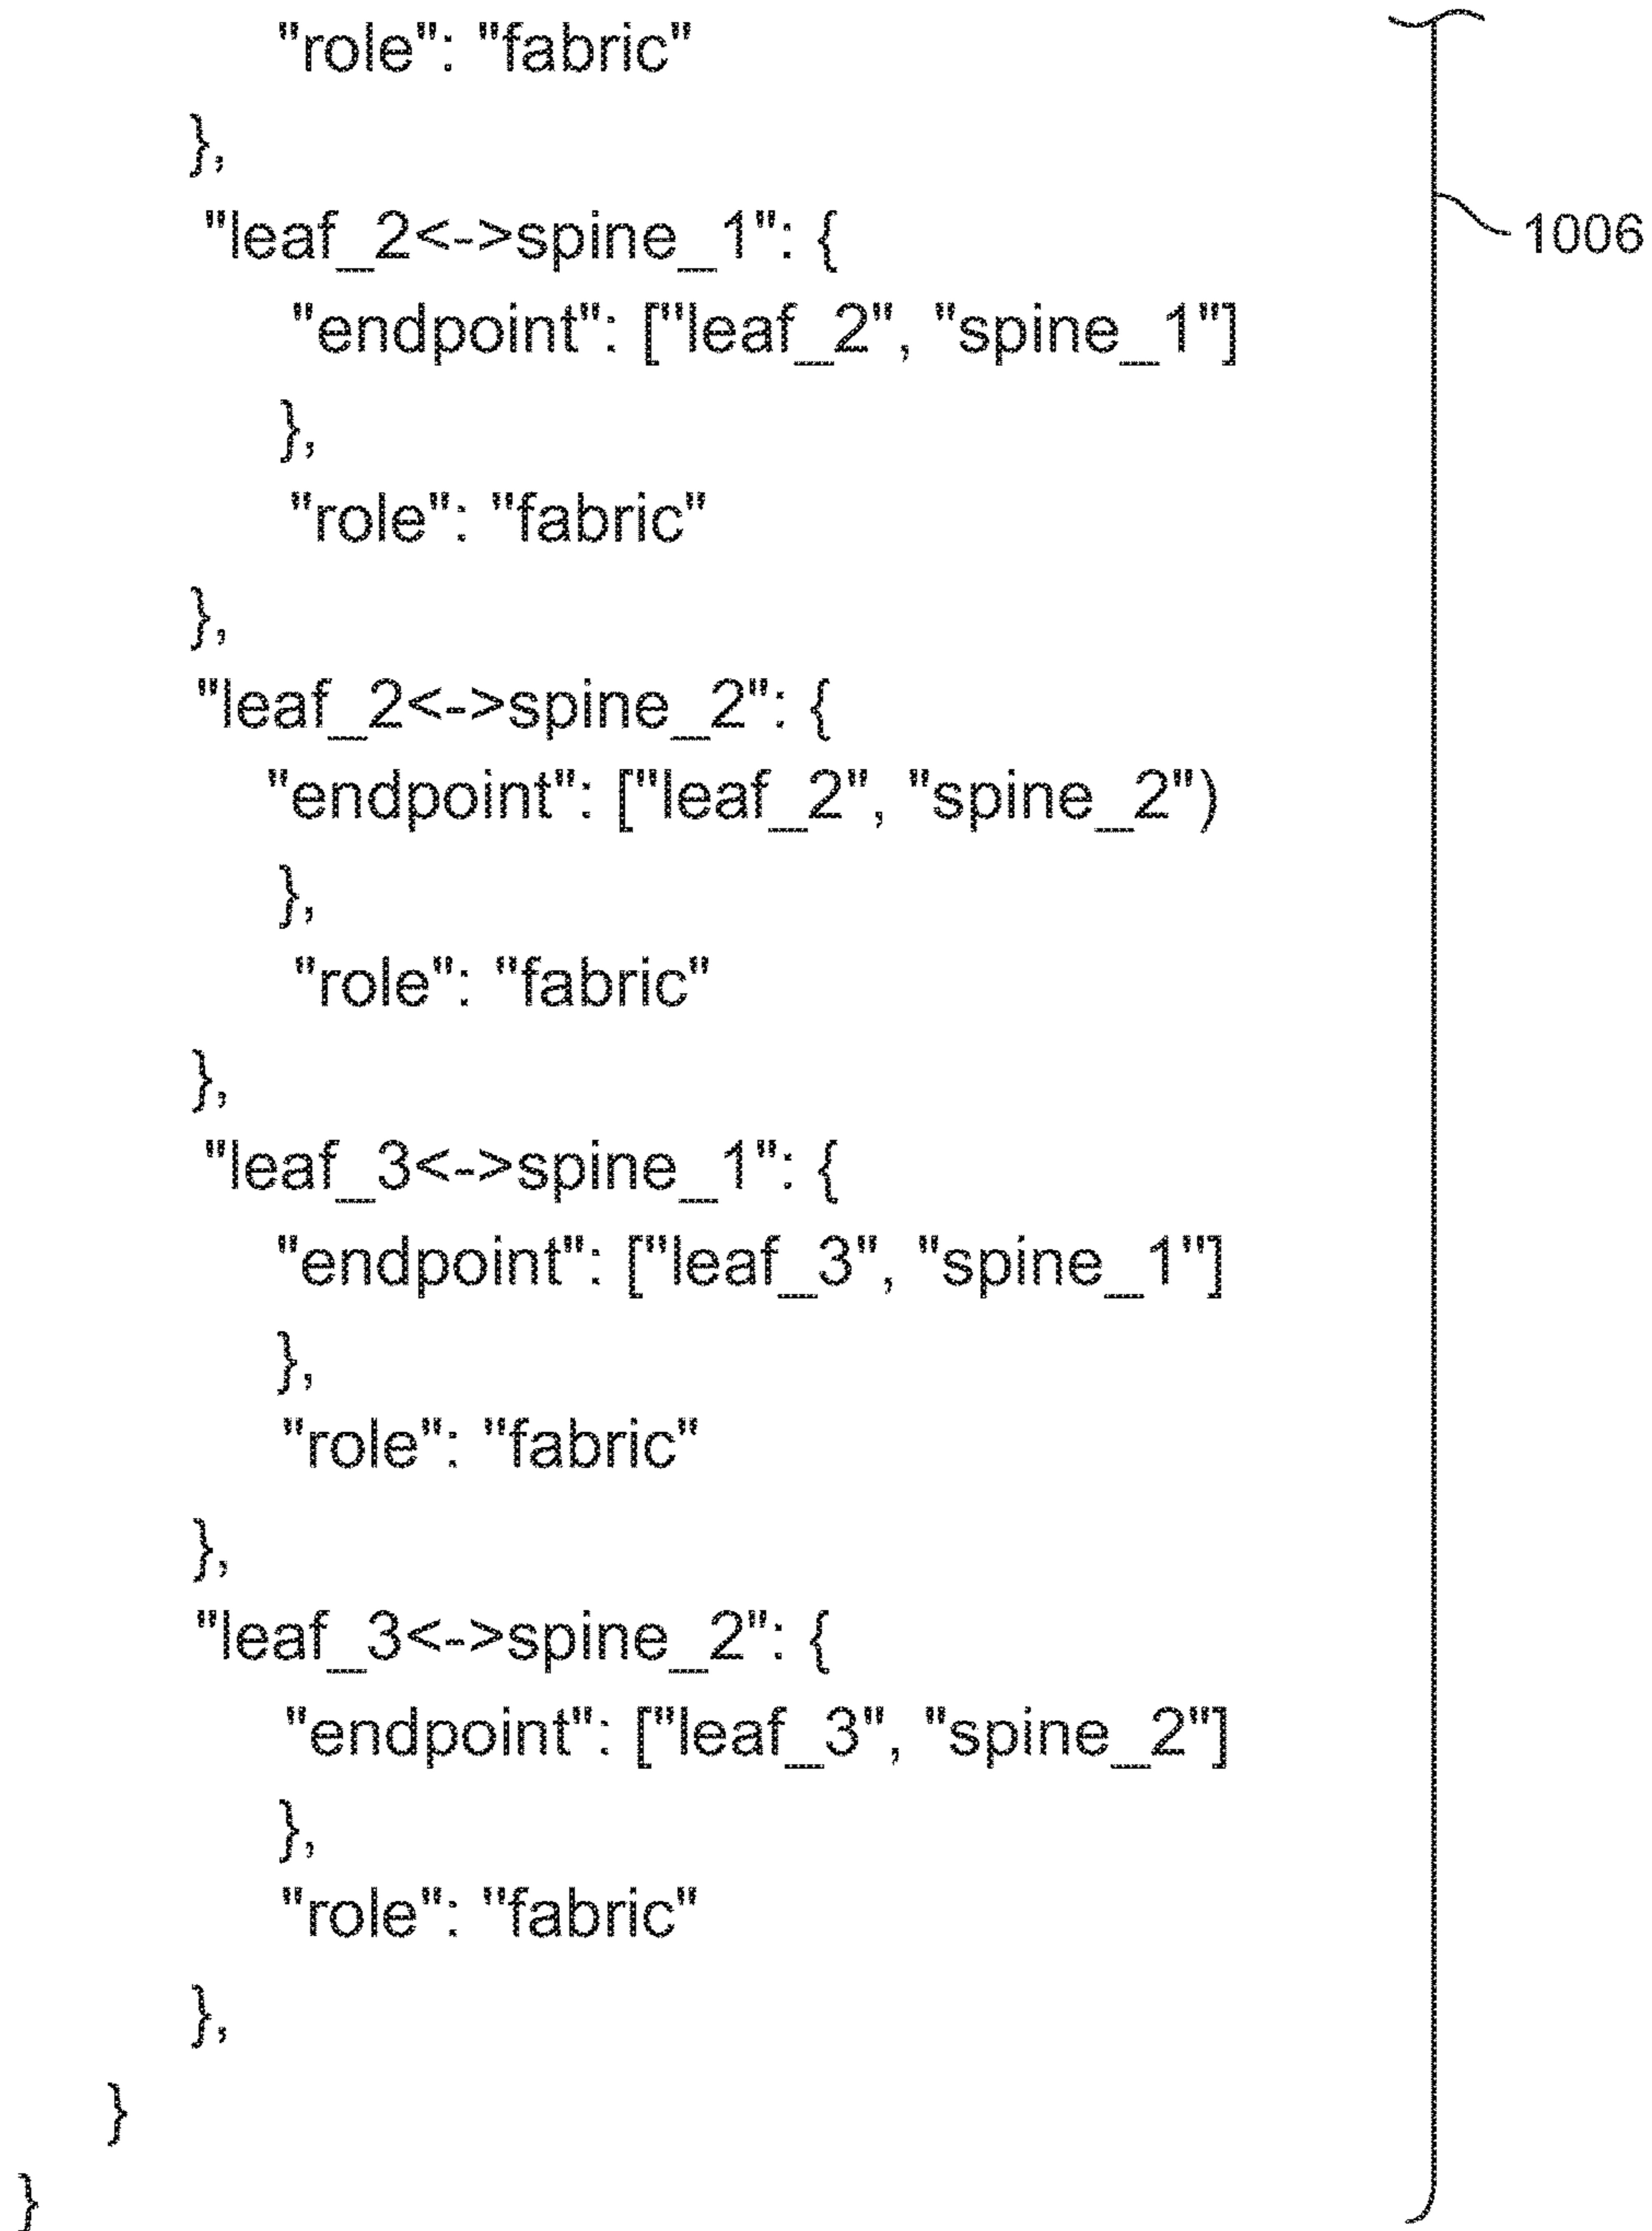 "role": "fabric"
},
"leaf_2<->spine_1": {
"endpoint": ["leaf_2", "spine_1"]
},
"role": "fabric"
},
"leaf_2<->spine_2": {
"endpoint": ["leaf_2", "spine_2")
},
"role": "fabric"
},
"leaf_3<->spine_1": {
"endpoint": ["leaf_3", "spine_1"]
},
"role": "fabric"
},
"leaf_3<->spine_2": {
"endpoint": ["leaf_3", "spine_2"]
},
"role": "fabric"
},
}
}
1006